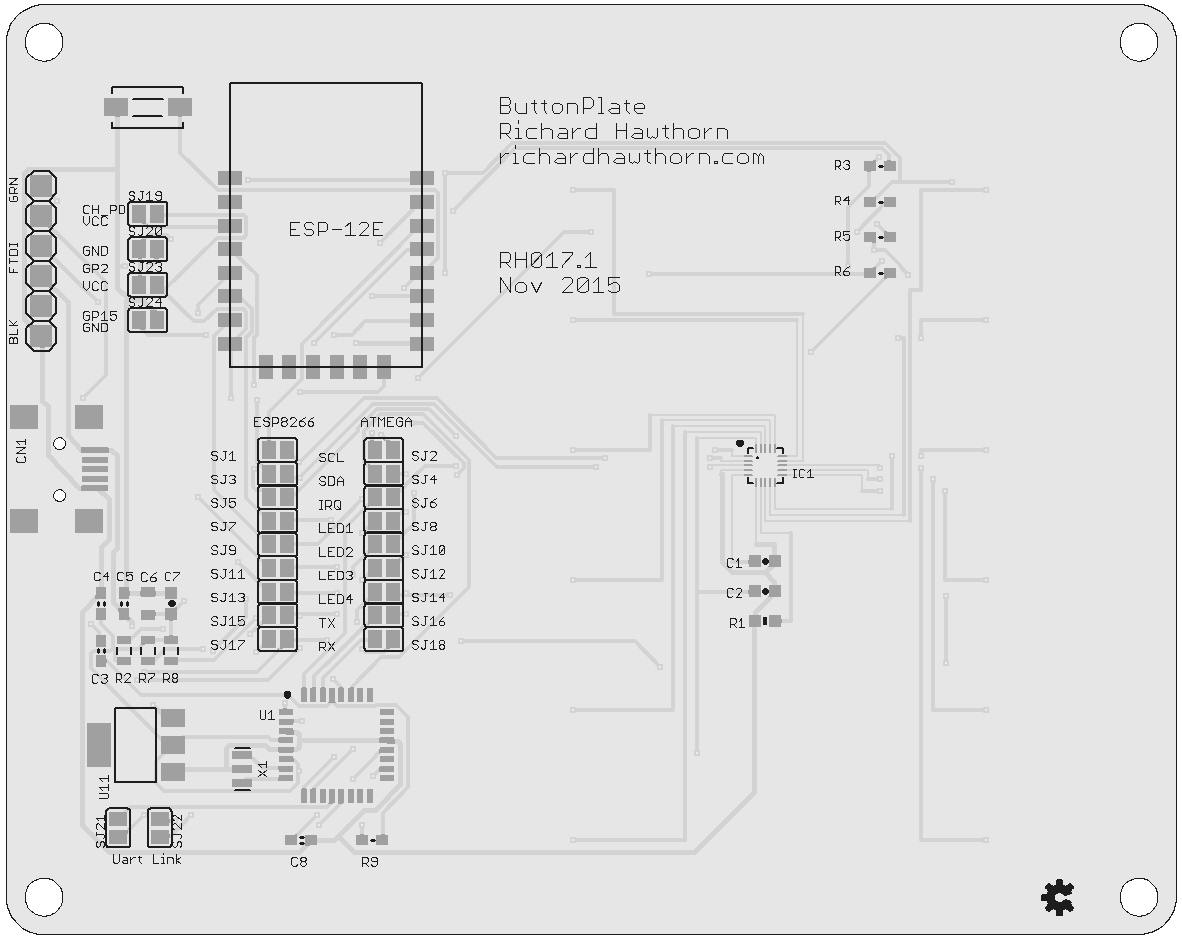 ButtonPlate
Richard Hawthorn
richardhawthorn.com
R3
GRN
SJ19
R4
CH_PD
VCC
ESP-12E
SJ20
R5
FTDI
GND
RH017.1
GP2
SJ23
R6
VCC
Nov 2015
SJ24
GP15
GND
BLK
ESP8266
ATMEGA
CN1
SJ1
SCL
SJ2
IC1
SJ3
SDA
SJ4
SJ5
IRQ
SJ6
SJ7
LED1
SJ8
SJ9
LED2
SJ10
C1
C4
C5
C6
C7
SJ11
LED3
SJ12
C2
SJ13
LED4
SJ14
SJ15
TX
SJ16
R1
SJ17
RX
SJ18
C3
R2
R7
R8
U1
U11
X1
SJ21
SJ22
Uart
Link
C8
R9